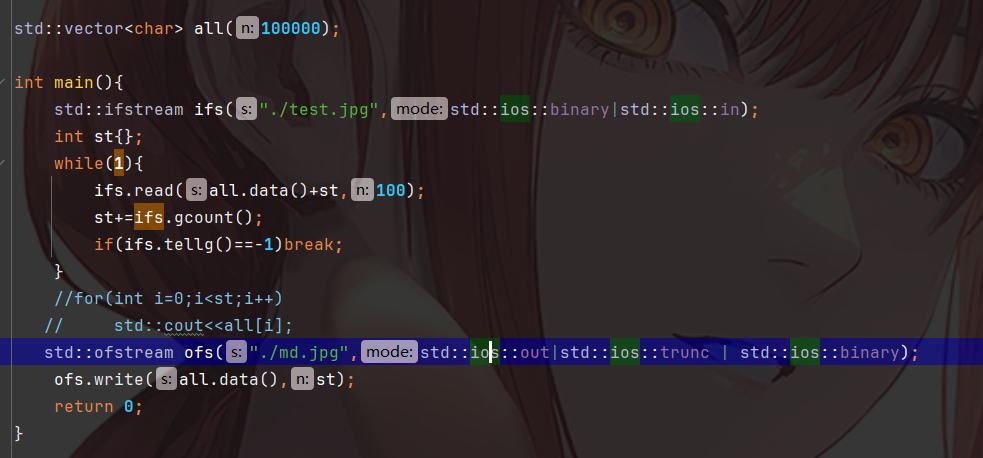 std::vector<char> all(n:100000);
int main(){
std::ifstream ifs(s:"./test.jpg",mode:std::ios::binary|std::ios::in);
int st{};
while(1){
ifs.read(s:all.data()+st,n:100);
st+=ifs.gcount();
if(ifs.tellg()==-1)break;
}
//for(int i=0;i<st;i++)
//     std::cout<<all[i];
std::ofstream ofs(s:"./md.jpg",mode:std::ios::out|std::ios::trunc | std::ios::binary);
ofs.write(s:all.data(),n:st);
return 0;
}